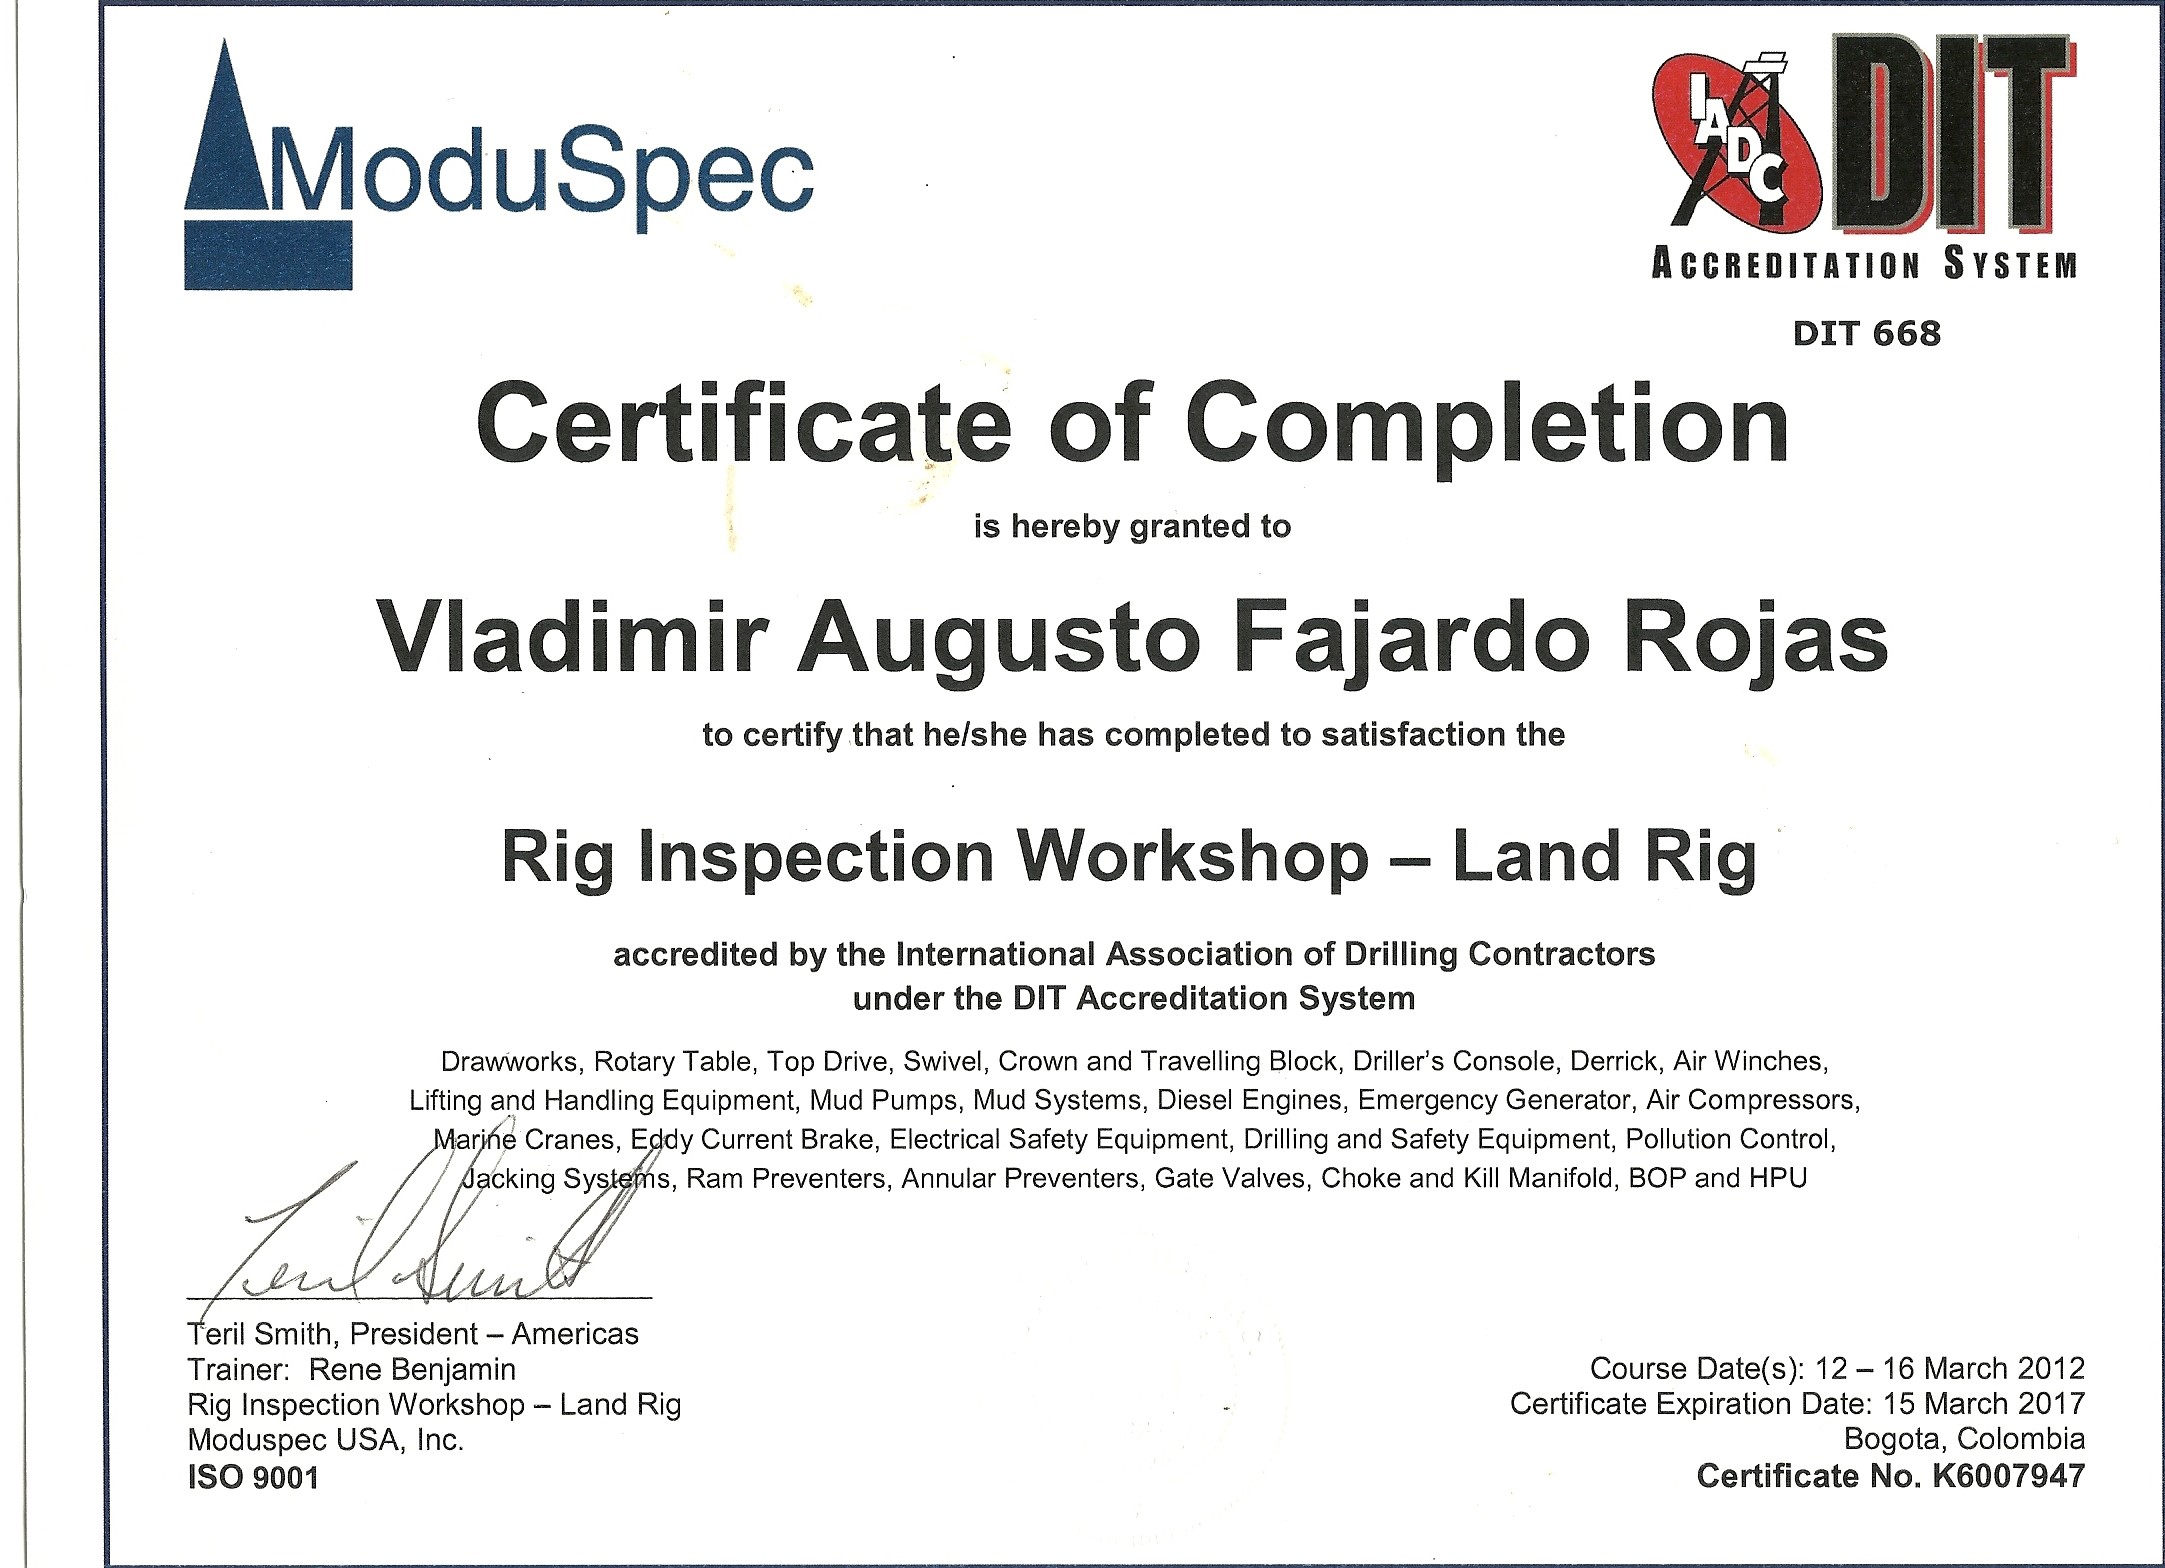 ModuSpec
IADC DIT
ACCREDITATION SYSTEM
DIT 668
Certificate of Completion
is hereby granted to
Vladimir Augusto Fajardo Rojas
to certify that he/she has completed to satisfaction the
Rig Inspection Workshop – Land Rig
accredited by the International Association of Drilling Contractors
under the DIT Accreditation System
Drawworks, Rotary Table, Top Drive, Swivel, Crown and Travelling Block, Driller's Console, Derrick, Air Winches,
Lifting and Handling Equipment, Mud Pumps, Mud Systems, Diesel Engines, Emergency Generator, Air Compressors,
Marine Cranes, Eddy Current Brake, Electrical Safety Equipment, Drilling and Safety Equipment, Pollution Control,
Jacking Systems, Ram Preventers, Annular Preventers, Gate Valves, Choke and Kill Manifold, BOP and HPU
Teril Smith
Teril Smith, President – Americas
Trainer: Rene Benjamin
Rig Inspection Workshop – Land Rig
Moduspec USA, Inc.
ISO 9001
Course Date(s): 12 – 16 March 2012
Certificate Expiration Date: 15 March 2017
Bogota, Colombia
Certificate No. K6007947